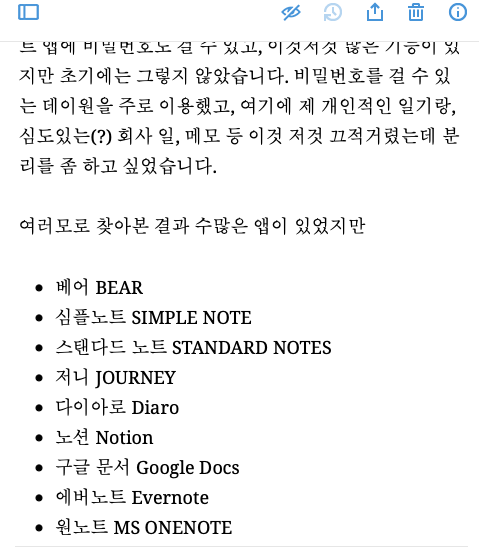 트 앱에 비밀번호도 걸 수 있고, 이것저것 많은 기능이 있
지만 초기에는 그렇지 않았습니다. 비밀번호를 걸 수 있
는 데이원을 주로 이용했고, 여기에 제 개인적인 일기랑,
심도있는(?) 회사 일, 메모 등 이것 저것 끄적거렸는데 분
리를 좀 하고 싶었습니다.
여러모로 찾아본 결과 수많은 앱이 있었지만
• 베어 BEAR
• 심플노트 SIMPLE NOTE
• 스탠다드 노트 STANDARD NOTES
• 저니 JOURNEY
• 다이아로 Diaro
• 노션 Notion
• 구글 문서 Google Docs
• 에버노트 Evernote
• 원노트 MS ONENOTE